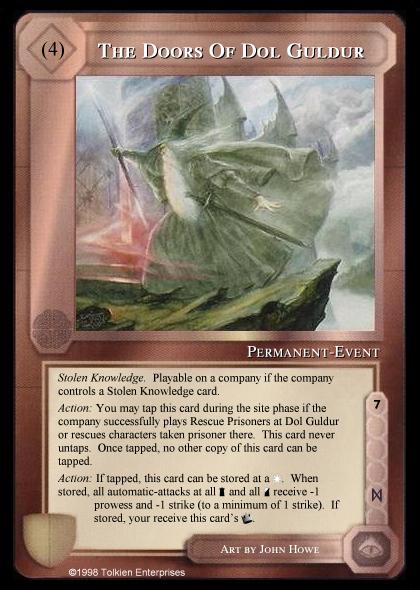 (4)
The Doors Of Dol Guldur
Permanent-Event
Stolen Knowledge. Playable on a company if the company
controls a Stolen Knowledge card.
Action: You may tap this card during the site phase if the
company successfully plays Rescue Prisoners at Dol Guldur
or rescues characters taken prisoner there. This card never
untaps. Once tapped, no other copy of this card can be
tapped.
Action: If tapped, this card can be stored at a . When
stored, all automatic-attacks at all and all receive -1
prowess and -1 strike (to a minimum of 1 strike). If
stored, your receive this card's .
7
Art by John Howe
©1998 Tolkien Enterprises